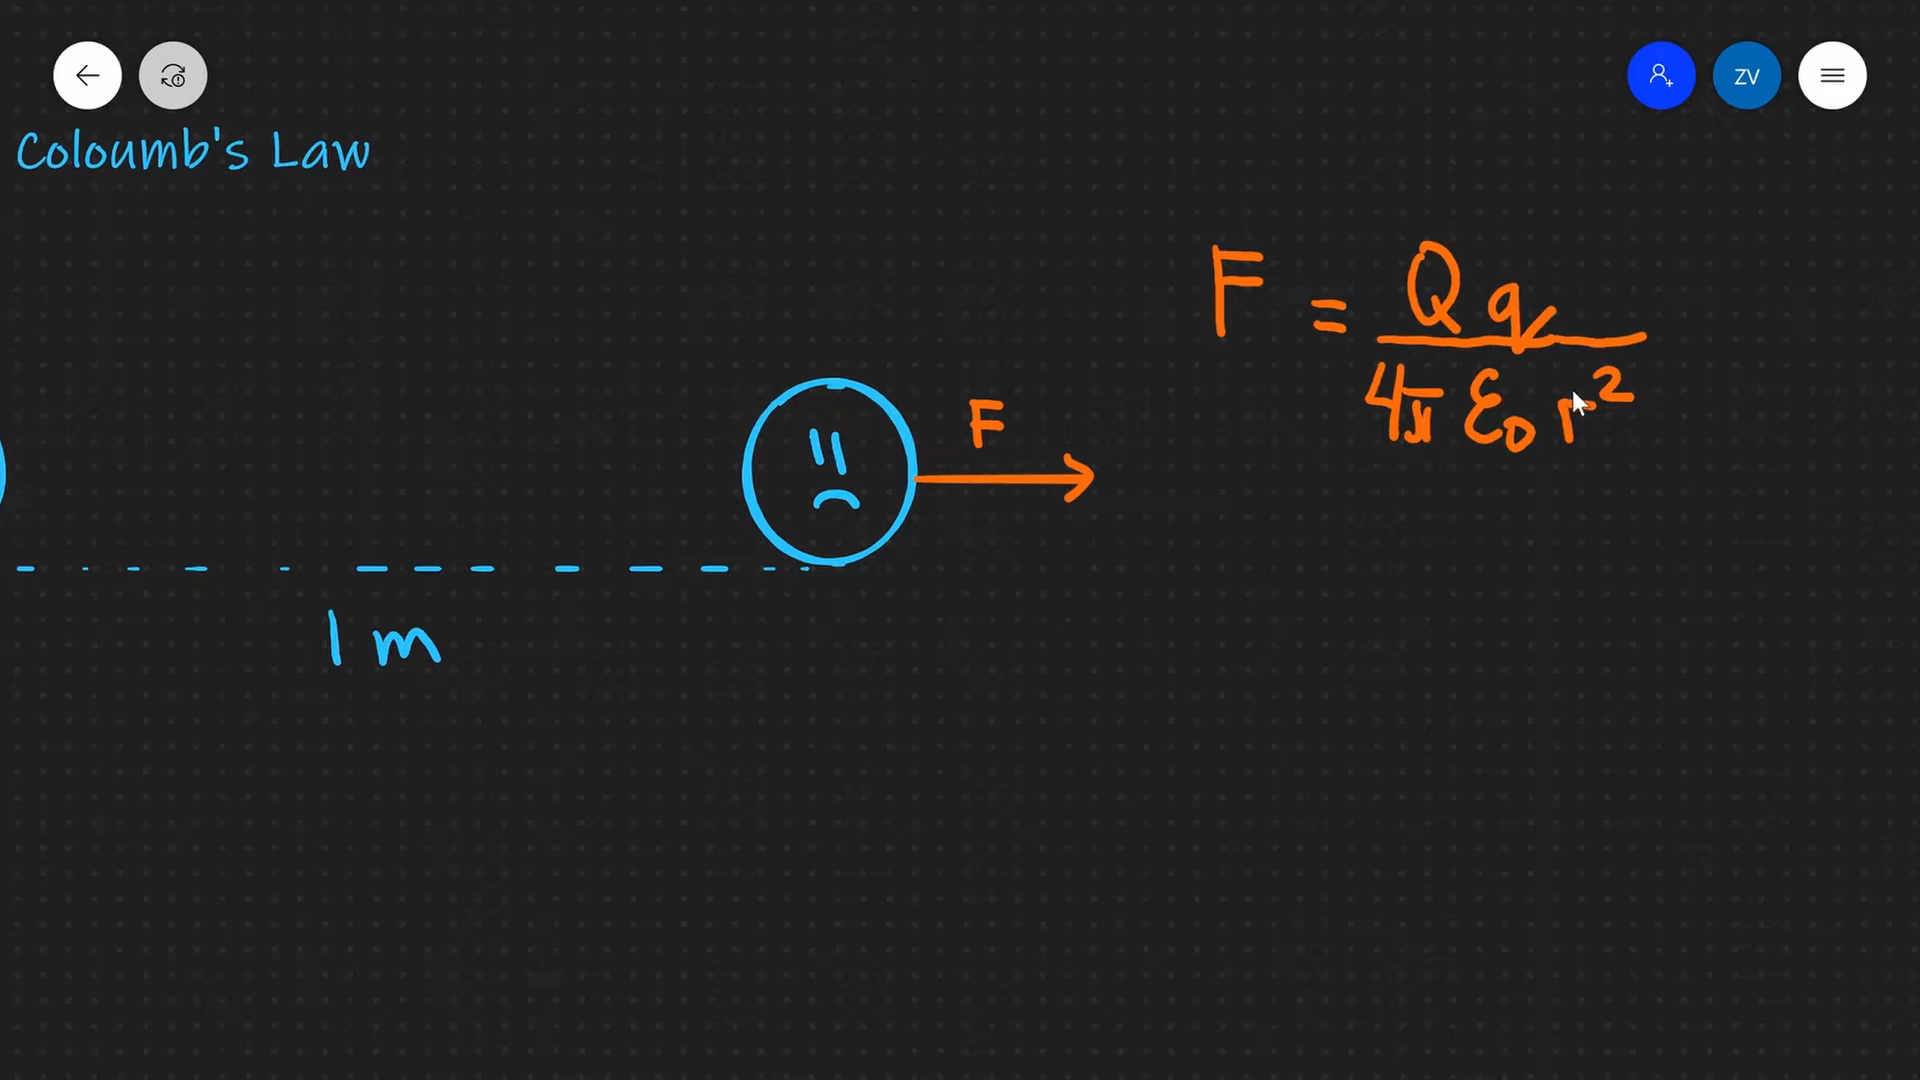 ZV
Coloumb's Law
F = Qq
4π ε₀ r²
F
1 m